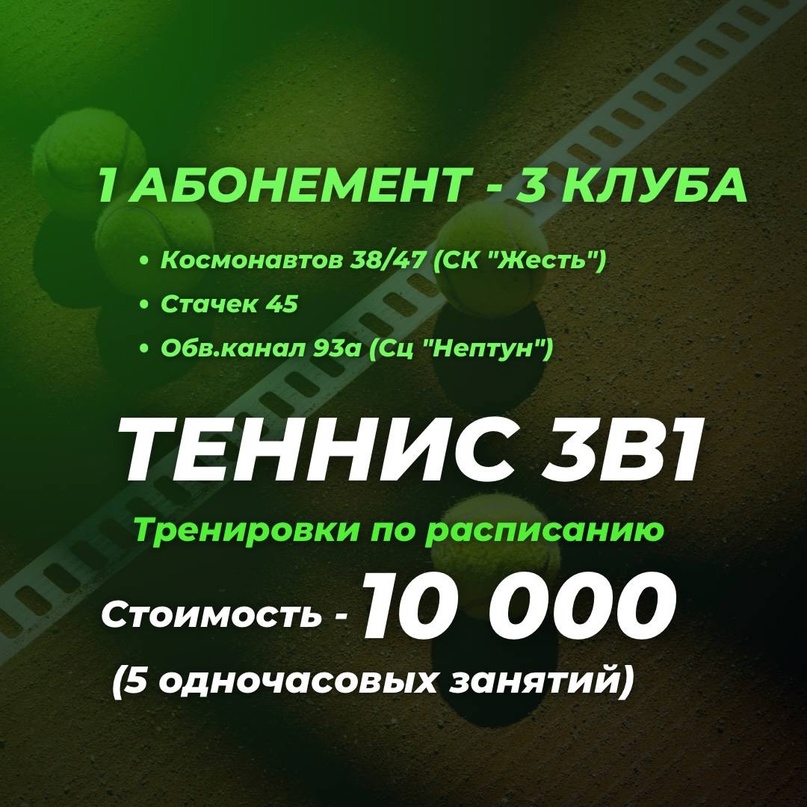 1 АБОНЕМЕНТ - 3 КЛУБА
• Космонавтов 38/47 (СК "Жесть")
• Стачек 45
• Обв.канал 93а (Сц "Нептун")
ТЕННИС 3В1
Тренировки по расписанию
Стоимость - 10 000
(5 одночасовых занятий)